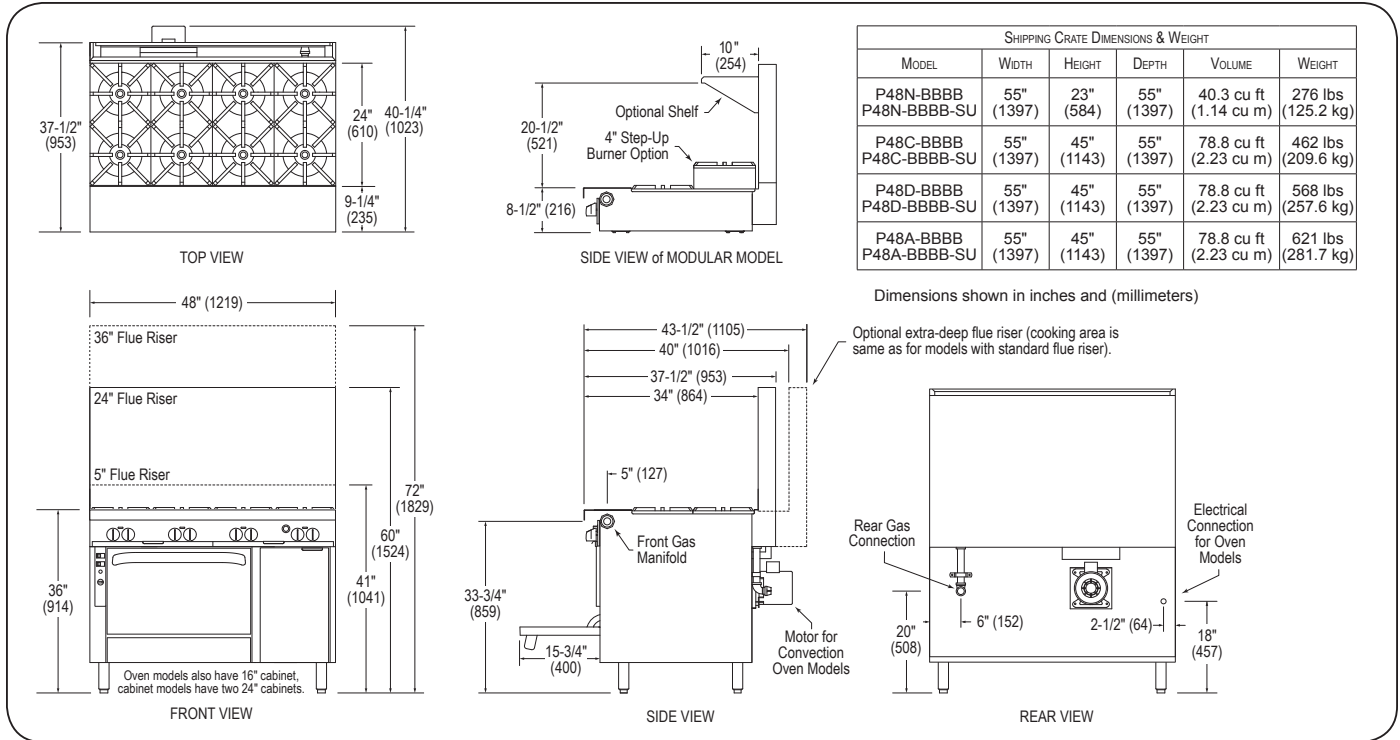 37-1/2"
(953)
24"
(610)
40-1/4"
(1023)
9-1/4"
(235)
TOP VIEW
10"
(254)
Optional Shelf
20-1/2"
(521)
4" Step-Up
Burner Option
8-1/2" (216)
SIDE VIEW of MODULAR MODEL
SHIPPING CRATE DIMENSIONS & WEIGHT
MODEL WIDTH HEIGHT DEPTH VOLUME WEIGHT
P48N-BBBB 55" 23" 55" 40.3 cu ft 276 lbs
P48N-BBBB-SU (1397) (584) (1397) (1.14 cu m) (125.2 kg)
P48C-BBBB 55" 45" 55" 78.8 cu ft 462 lbs
P48C-BBBB-SU (1397) (1143) (1397) (2.23 cu m) (209.6 kg)
P48D-BBBB 55" 45" 55" 78.8 cu ft 568 lbs
P48D-BBBB-SU (1397) (1143) (1397) (2.23 cu m) (257.6 kg)
P48A-BBBB 55" 45" 55" 78.8 cu ft 621 lbs
P48A-BBBB-SU (1397) (1143) (1397) (2.23 cu m) (281.7 kg)
Dimensions shown in inches and (millimeters)
48" (1219)
36" Flue Riser
24" Flue Riser
5" Flue Riser
72"
(1829)
60"
(1524)
41"
(1041)
36"
(914)
Oven models also have 16" cabinet,
cabinet models have two 24" cabinets.
FRONT VIEW
43-1/2" (1105)
40" (1016)
37-1/2" (953)
34" (864)
Optional extra-deep flue riser (cooking area is
same as for models with standard flue riser).
5" (127)
Front Gas
Manifold
33-3/4"
(859)
15-3/4"
(400)
Motor for
Convection
Oven Models
SIDE VIEW
Rear Gas
Connection
Electrical
Connection
for Oven
Models
20"
(508)
6" (152)
2-1/2" (64)
18"
(457)
REAR VIEW